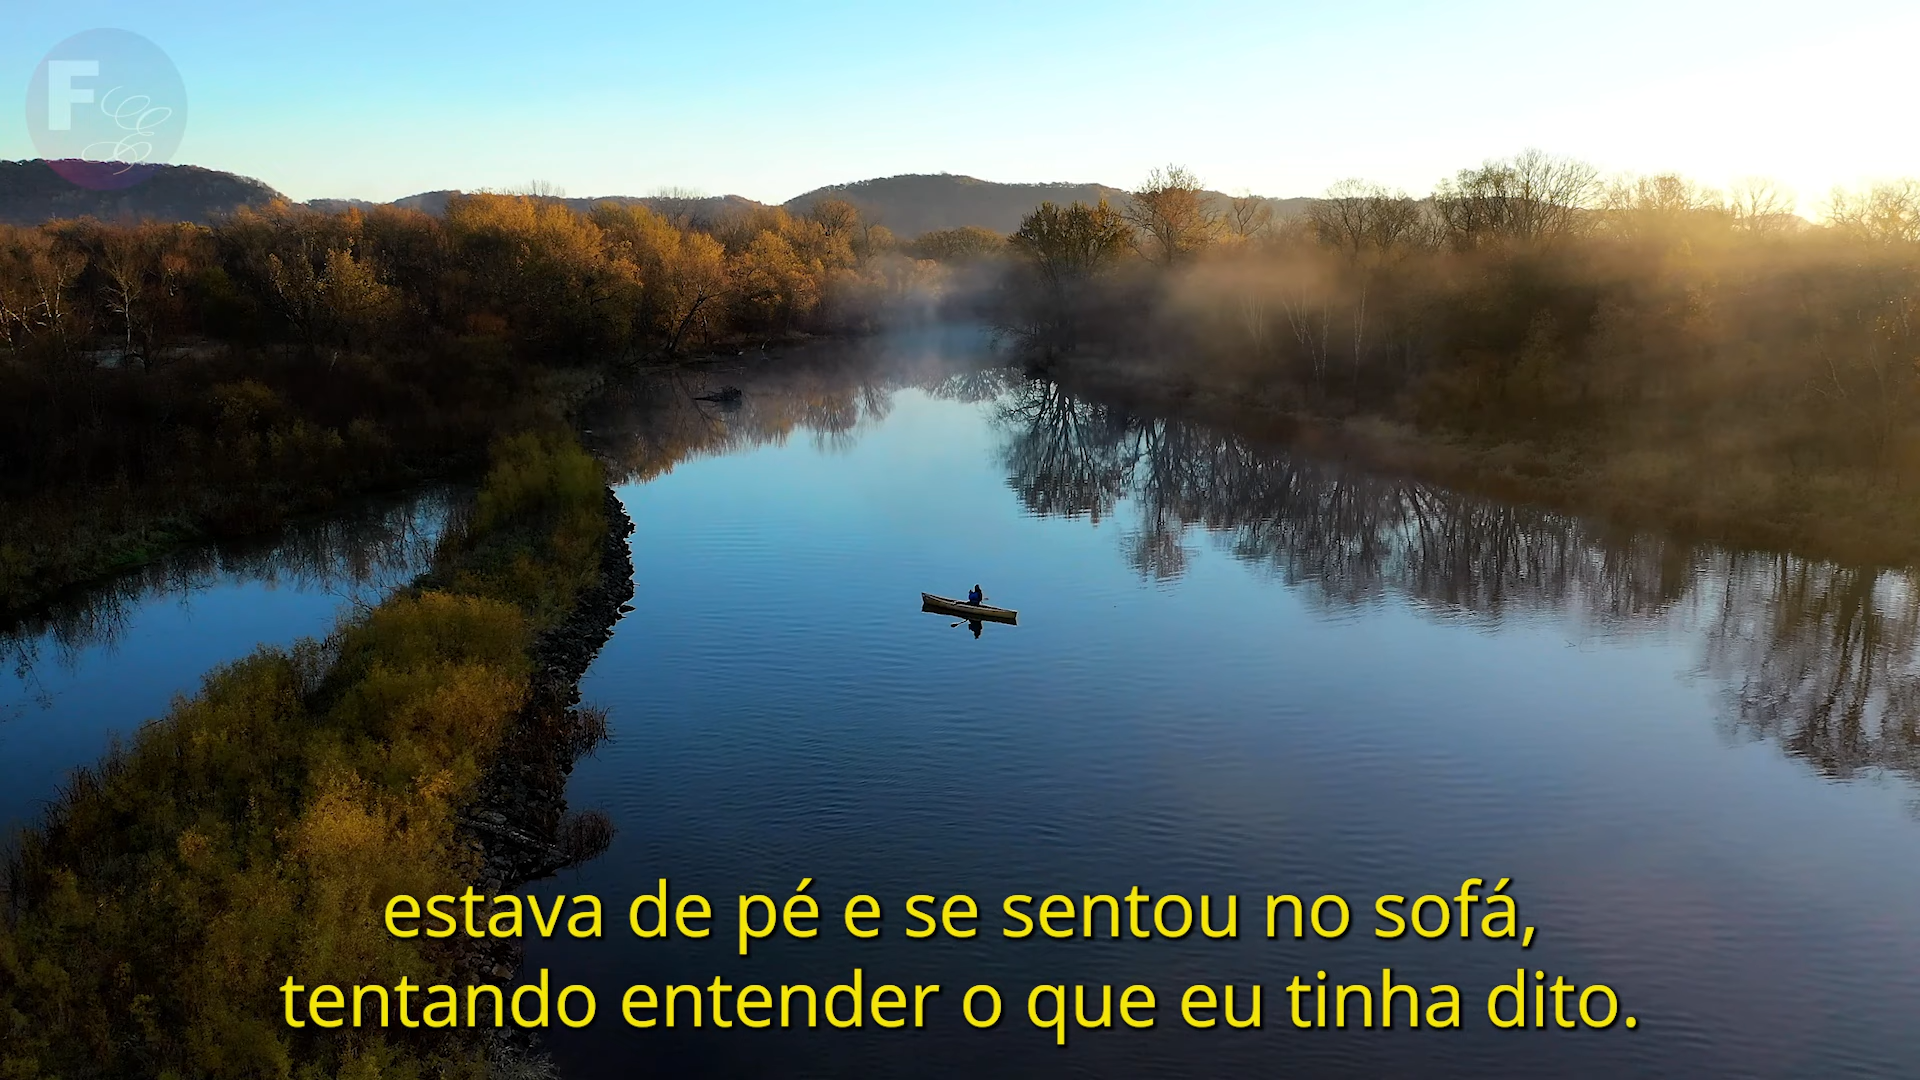 F
estava de pé e se sentou no sofá,
tentando entender o que eu tinha dito.